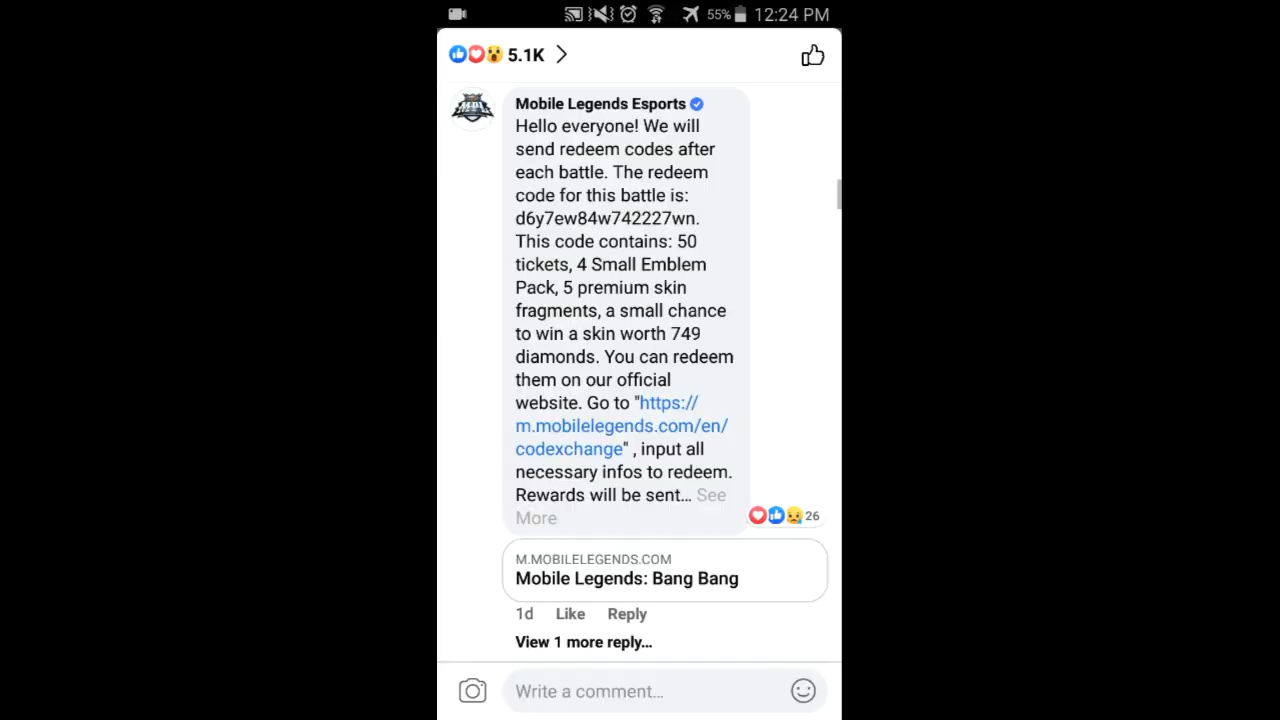 55% 12:24 PM
5.1K
Mobile Legends Esports
Hello everyone! We will
send redeem codes after
each battle. The redeem
code for this battle is:
d6y7ew84w742227wn.
This code contains: 50
tickets, 4 Small Emblem
Pack, 5 premium skin
fragments, a small chance
to win a skin worth 749
diamonds. You can redeem
them on our official
website. Go to "https://
m.mobilelegends.com/en/
codexchange" , input all
necessary infos to redeem.
Rewards will be sent... See
More
26
M.MOBILELEGENDS.COM
Mobile Legends: Bang Bang
1d Like Reply
View 1 more reply...
Write a comment...